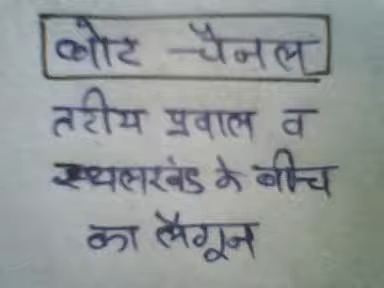 बोट चैनल
तटीय प्रवाल व
स्थलखंड के बीच
का लैगून